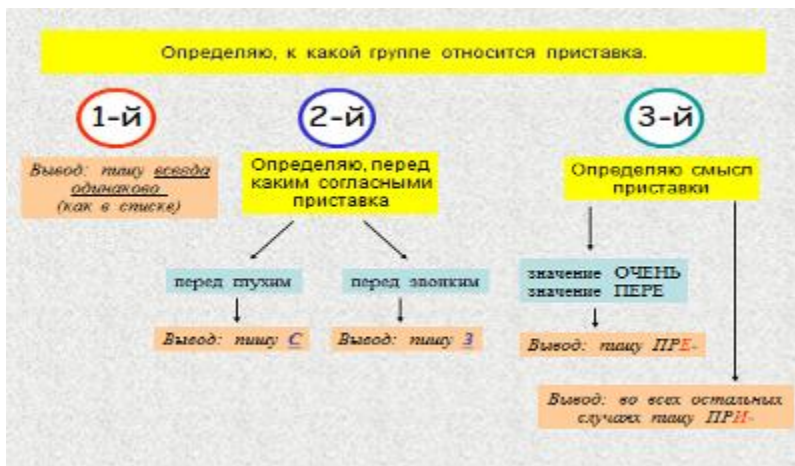 Определяю, к какой группе относится приставка.
1-й
2-й
3-й
Вывод: пишу всегда
одинаково
(как в списке)
Определяю, перед
каким согласными
приставка
Определяю смысл
приставки
перед глухим
перед звонким
значение ОЧЕНЬ
значение ПЕРЕ
Вывод: пишу С
Вывод: пишу З
Вывод: пишу ПРЕ-
Вывод: во всех остальных
случаях пишу ПРИ-